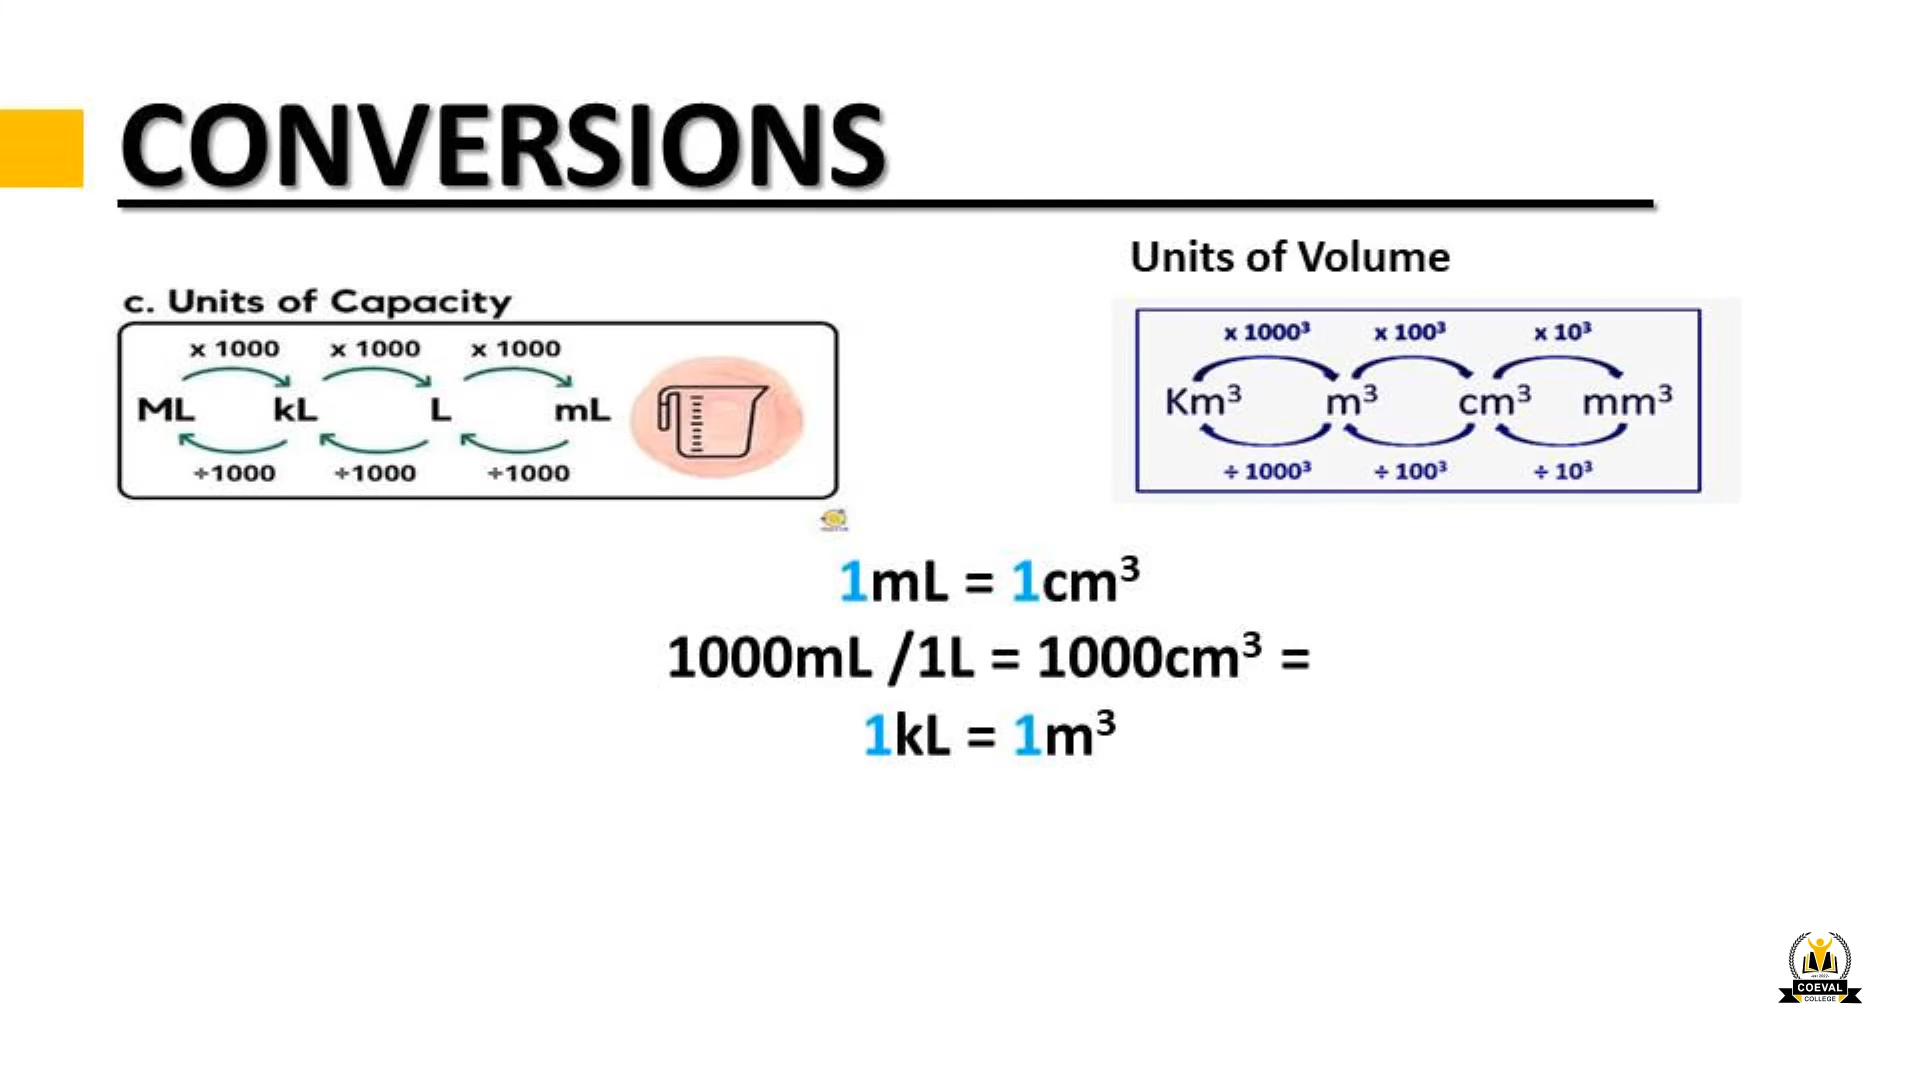 CONVERSIONS
c. Units of Capacity
x 1000 x 1000 x 1000
ML kL L mL
÷1000 ÷1000 ÷1000
Units of Volume
x 1000³ x 100³ x 10³
Km³ m³ cm³ mm³
÷ 1000³ ÷ 100³ ÷ 10³
1mL = 1cm³
1000mL /1L = 1000cm³ =
1kL = 1m³
COEVAL
COLLEGE